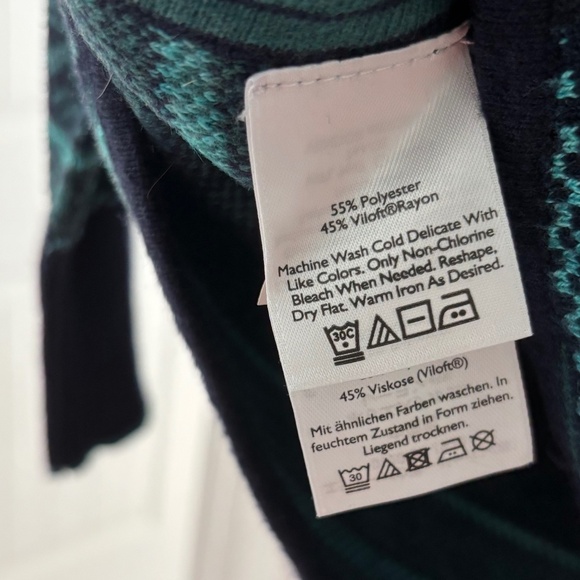 55% Polyester
45% Viloft®Rayon
Machine Wash Cold Delicate With
Like Colors. Only Non-Chlorine
Bleach When Needed. Reshape,
Dry Flat. Warm Iron As Desired.
30C
45% Viskose (Viloft®)
Mit ähnlichen Farben waschen. In
feuchtem Zustand in Form ziehen.
Liegend trocknen.
30